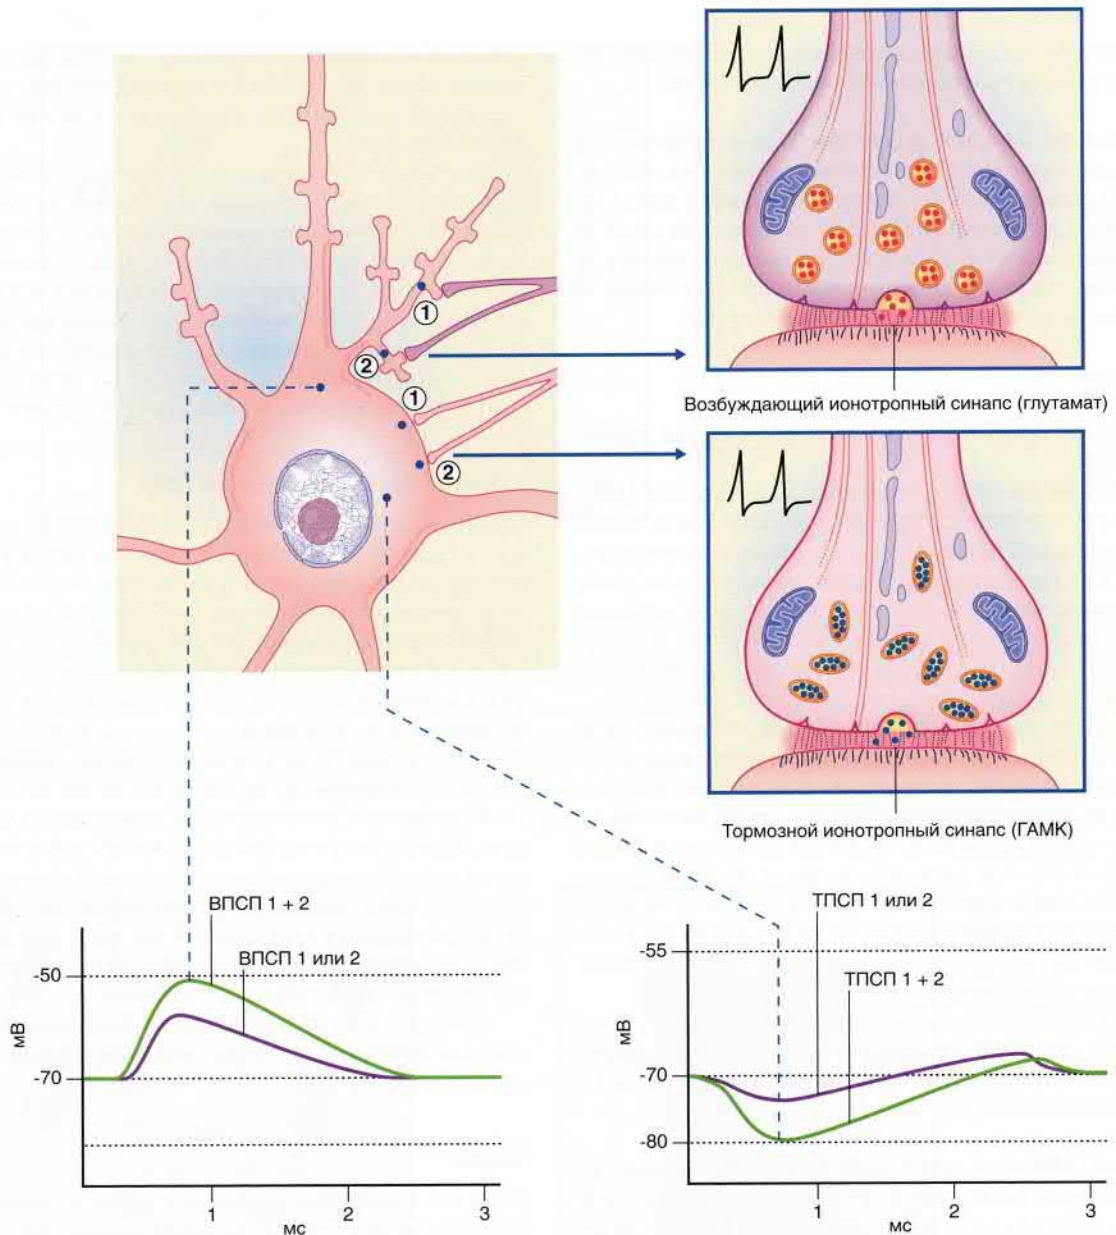 1
2
1
2
Возбуждающий ионотропный синапс (глутамат)
Тормозной ионотропный синапс (ГАМК)
ВПСП 1 + 2
ВПСП 1 или 2
-50
-70
мВ
1
2
3
мс
ТПСП 1 или 2
ТПСП 1 + 2
-55
-70
-80
мВ
1
2
3
мс